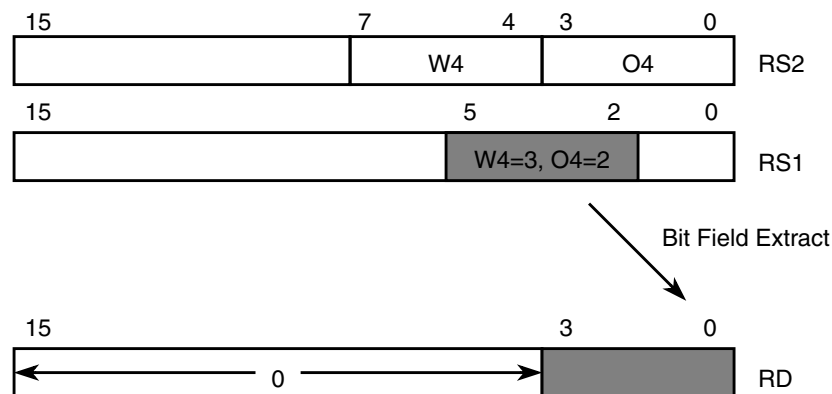 15 7 4 3 0
W4 O4 RS2
15 5 2 0
W4=3, O4=2 RS1
Bit Field Extract
15 3 0
0 RD